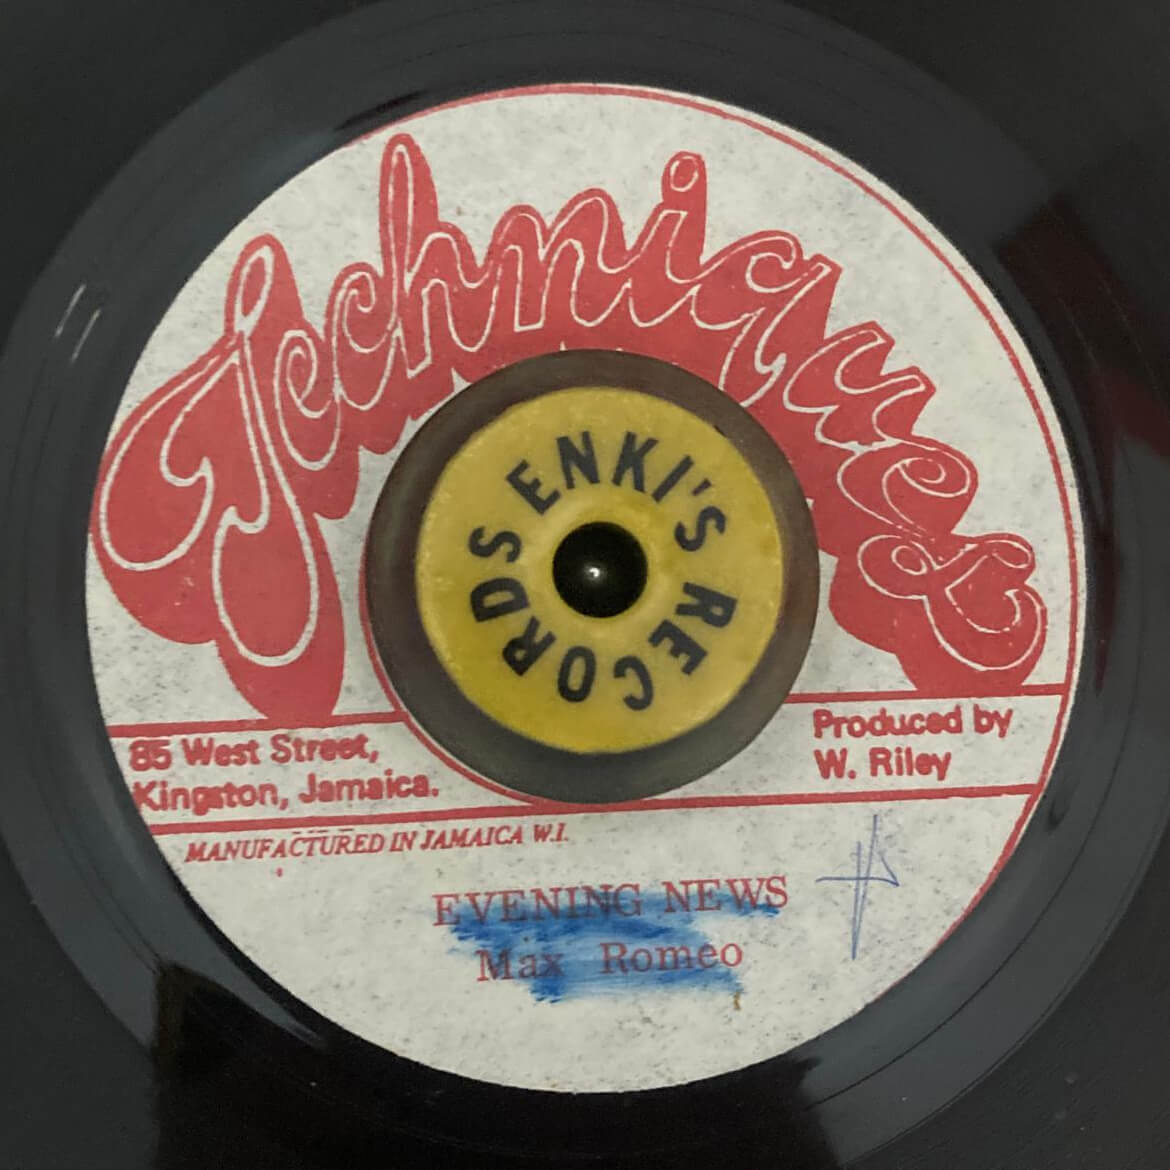 Techniques
ENKI'S RECORDS
85 West Street,
Kingston, Jamaica.
Produced by
W. Riley
MANUFACTURED IN JAMAICA W.I.
EVENING NEWS
Max Romeo